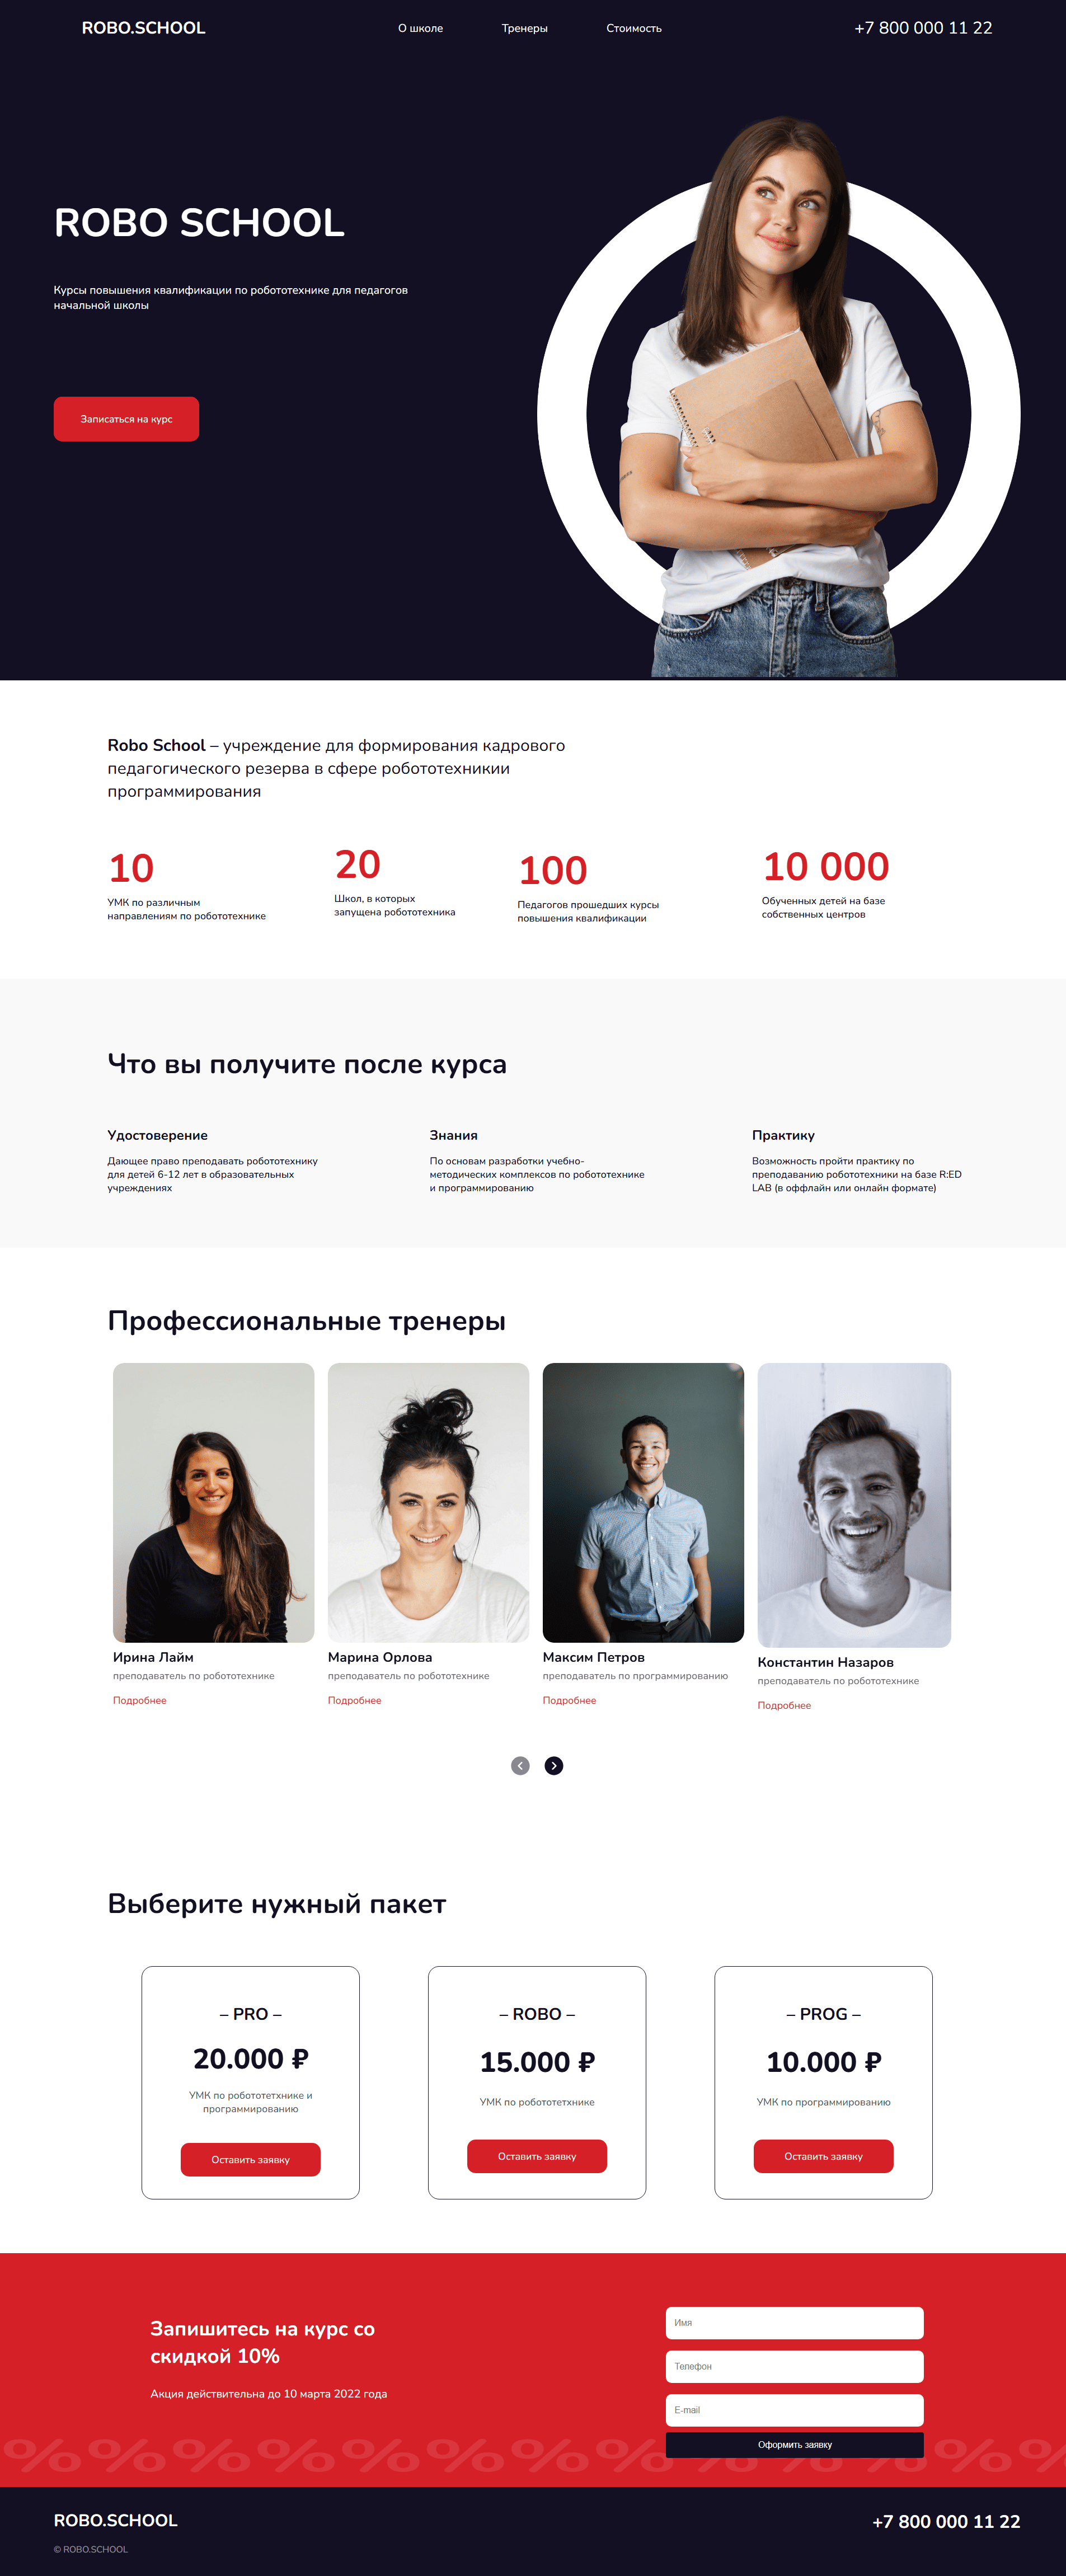 ROBO.SCHOOL
О школе
Тренеры
Стоимость
+7 800 000 11 22
ROBO SCHOOL
Курсы повышения квалификации по робототехнике для педагогов
начальной школы
Записаться на курс
Robo School – учреждение для формирования кадрового
педагогического резерва в сфере робототехникии
программирования
10
УМК по различным
направлениям по робототехнике
20
Школ, в которых
запущена робототехника
100
Педагогов прошедших курсы
повышения квалификации
10 000
Обученных детей на базе
собственных центров
Что вы получите после курса
Удостоверение
Дающее право преподавать робототехнику
для детей 6-12 лет в образовательных
учреждениях
Знания
По основам разработки учебно-
методических комплексов по робототехнике
и программированию
Практику
Возможность пройти практику по
преподаванию робототехники на базе R:ED
LAB (в оффлайн или онлайн формате)
Профессиональные тренеры
Ирина Лайм
преподаватель по робототехнике
Подробнее
Марина Орлова
преподаватель по робототехнике
Подробнее
Максим Петров
преподаватель по программированию
Подробнее
Константин Назаров
преподаватель по робототехнике
Подробнее
Выберите нужный пакет
– PRO –
20.000 ₽
УМК по робототетхнике и
программированию
Оставить заявку
– ROBO –
15.000 ₽
УМК по робототетхнике
Оставить заявку
– PROG –
10.000 ₽
УМК по программированию
Оставить заявку
Запишитесь на курс со
скидкой 10%
Акция действительна до 10 марта 2022 года
Имя
Телефон
E-mail
Оформить заявку
% % % % % % % % % % % % %
ROBO.SCHOOL
+7 800 000 11 22
© ROBO.SCHOOL